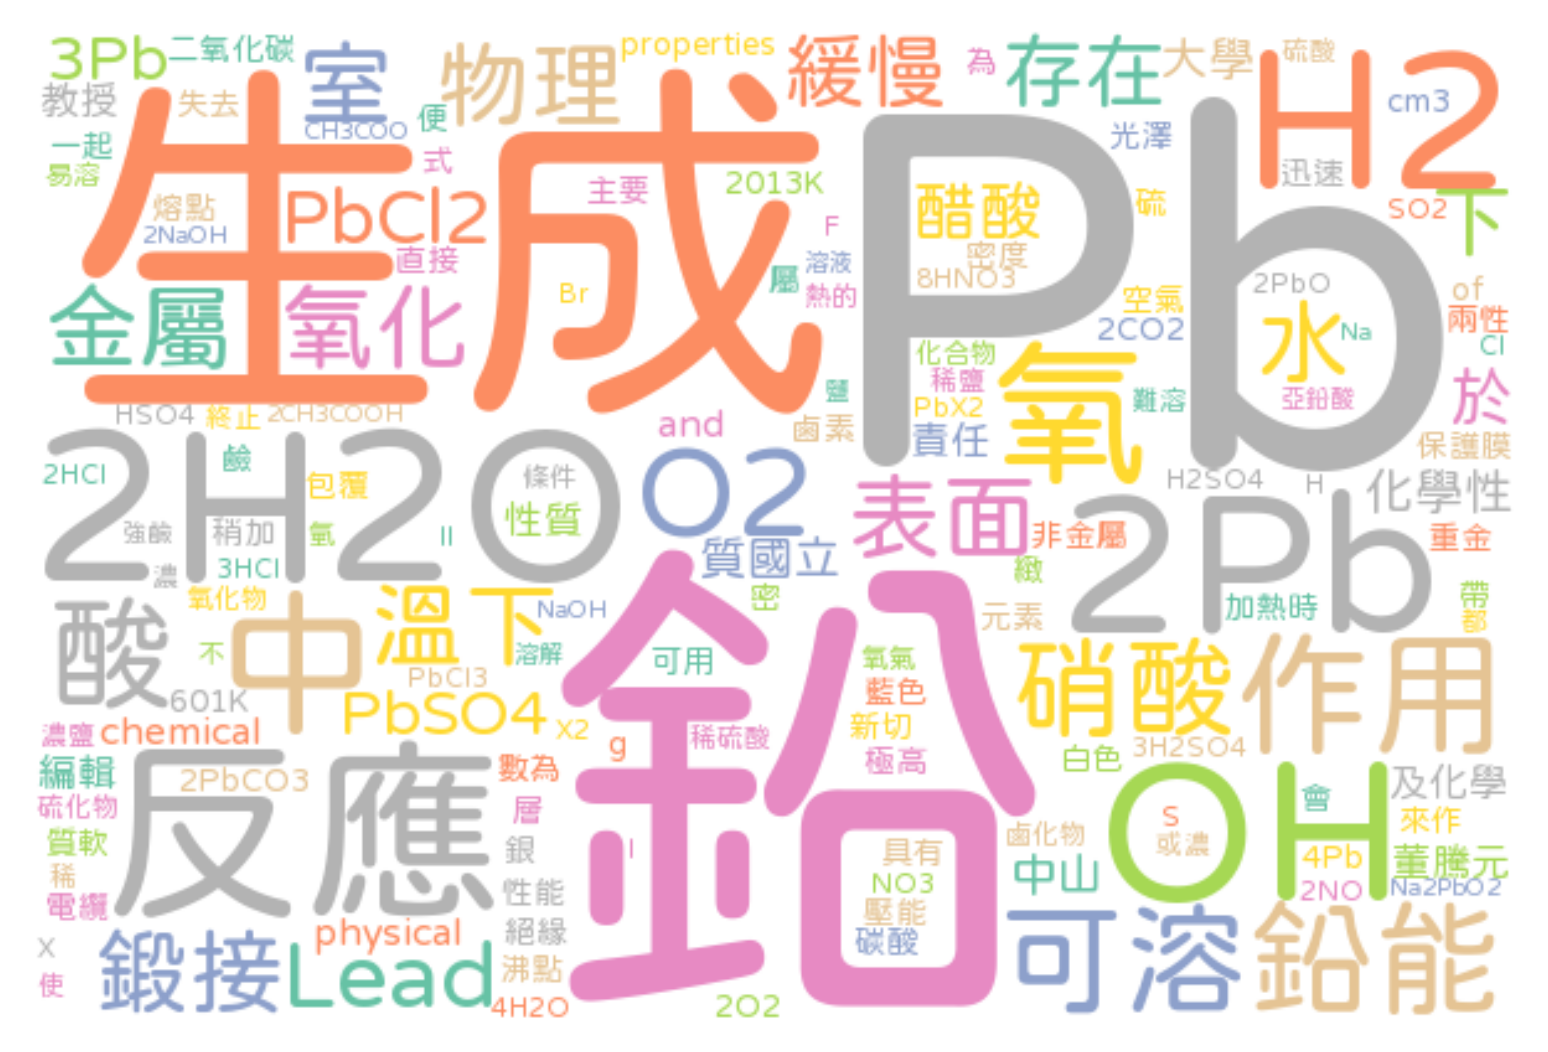 3Pb
二氧化碳
室
物理
properties
緩慢
為
存在
大學
硫酸
H2
cm3
教授
失去
CH3COO
便
光澤
一起
易溶
生成
式
Pb
迅速
熔點
2NaOH
PbCl2
主要
2013K
醋酸
硫
SO2
下
直接
F
溶液
密度
8HNO3
2PbO
金屬
氧化
Br
屬
熱的
空氣
2CO2
水
Na
of
兩性
Cl
化合物
稀鹽
PbX2
氧
難溶
亞鉛酸
於
鹽
HSO4
終止
2CH3COOH
and
鹵素
責任
保護膜
2HCl
2H2O
鹼
包覆
條件
性質
O2
表面
H2SO4
H
化學性
強鹼
稍加
氫
II
3HCl
濃
質國立
非金屬
2Pb
重金
緻
酸
氧化物
中
溫下
NaOH
密
鉛
元素
加熱時
帶
都
不
溶解
可用
氧氣
硝酸
作用
601K
PbCl3
藍色
濃鹽
chemical
PbSO4
X2
g
稀硫酸
新切
極高
白色
3H2SO4
編輯
反應
2PbCO3
數為
OH
會
及化學
硫化物
層
S
或濃
來作
質軟
銀
l
具有
鹵化物
4Pb
董騰元
稀
性能
NO3
中山
2NO
Na2PbO2
電纜
physical
絕緣
壓能
可溶
鉛能
X
鍛接
Lead
碳酸
使
沸點
4H2O
2O2